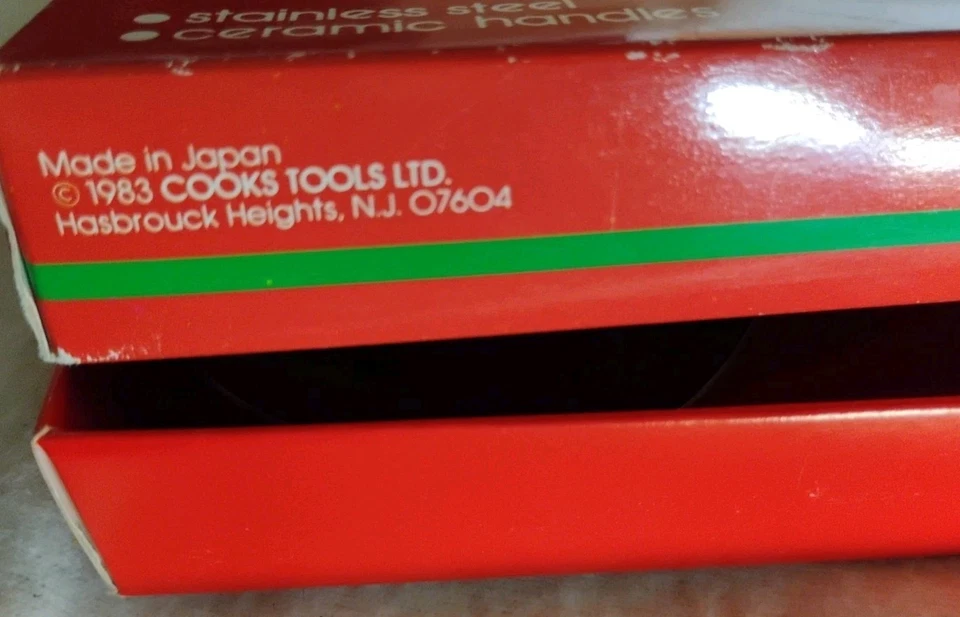 ● stainless steel
● ceramic handles
Made in Japan
© 1983 COOKS TOOLS LTD.
Hasbrouck Heights, N.J. 07604